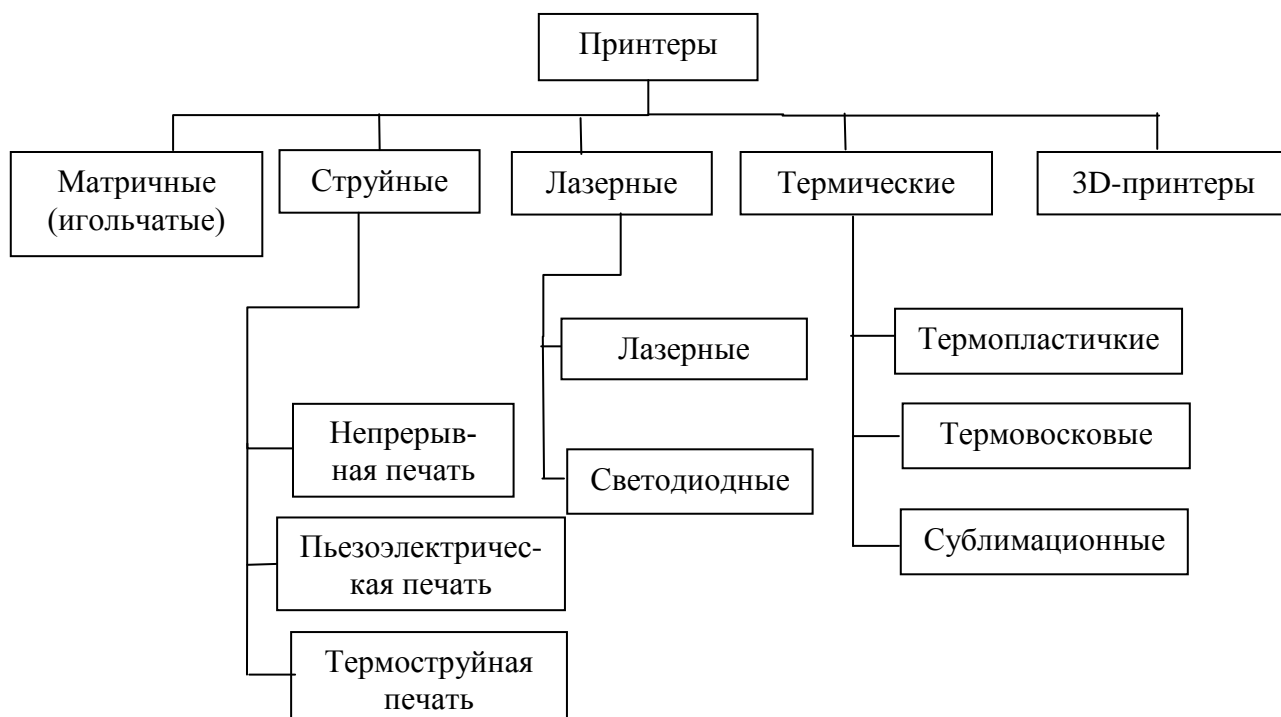 Принтеры
Матричные
(игольчатые)
Струйные
Лазерные
Термические
3D-принтеры
Непрерыв-
ная печать
Пьезоэлектричес-
кая печать
Термоструйная
печать
Лазерные
Светодиодные
Термопластичкие
Термовосковые
Сублимационные